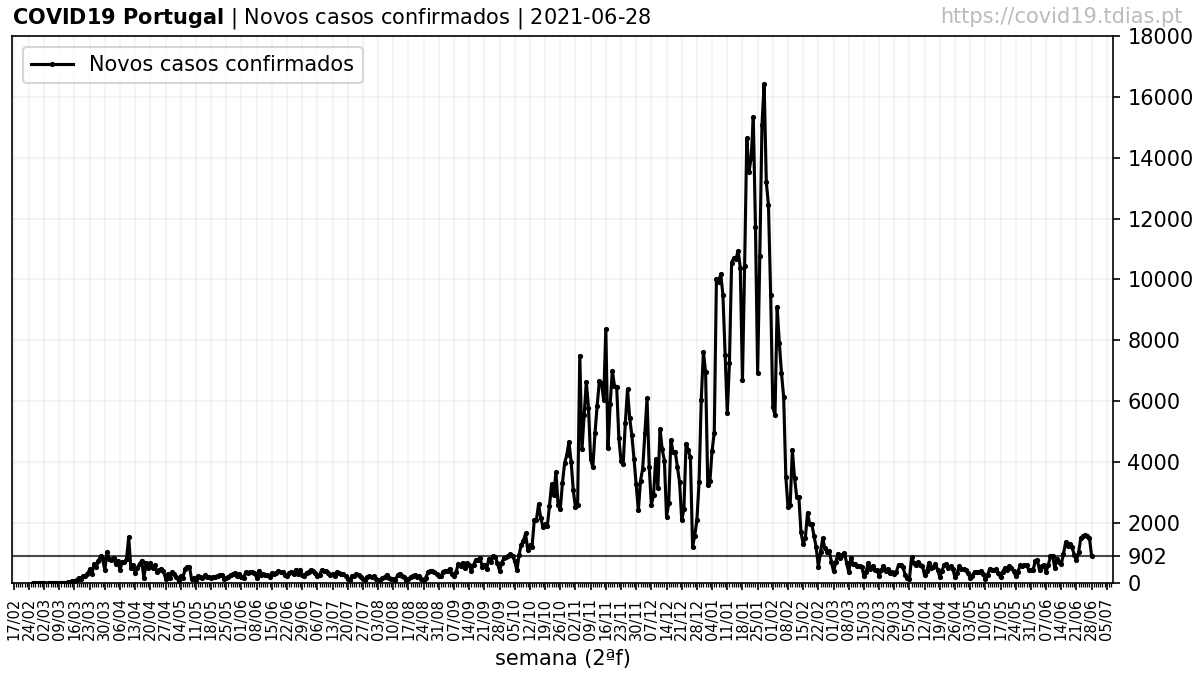 COVID19 Portugal | Novos casos confirmados | 2021-06-28
https://covid19.tdias.pt
Novos casos confirmados
18000
16000
14000
12000
10000
8000
6000
4000
2000
902
0
17/02 24/02 02/03 09/03 16/03 23/03 30/03 06/04 13/04 20/04 27/04 04/05 11/05 18/05 25/05 01/06 08/06 15/06 22/06 29/06 06/07 13/07 20/07 27/07 03/08 10/08 17/08 24/08 31/08 07/09 14/09 21/09 28/09 05/10 12/10 19/10 26/10 02/11 09/11 16/11 23/11 30/11 07/12 14/12 21/12 28/12 04/01 11/01 18/01 25/01 01/02 08/02 15/02 22/02 01/03 08/03 15/03 22/03 29/03 05/04 12/04 19/04 26/04 03/05 10/05 17/05 24/05 31/05 07/06 14/06 21/06 28/06 05/07
semana (2ªf)